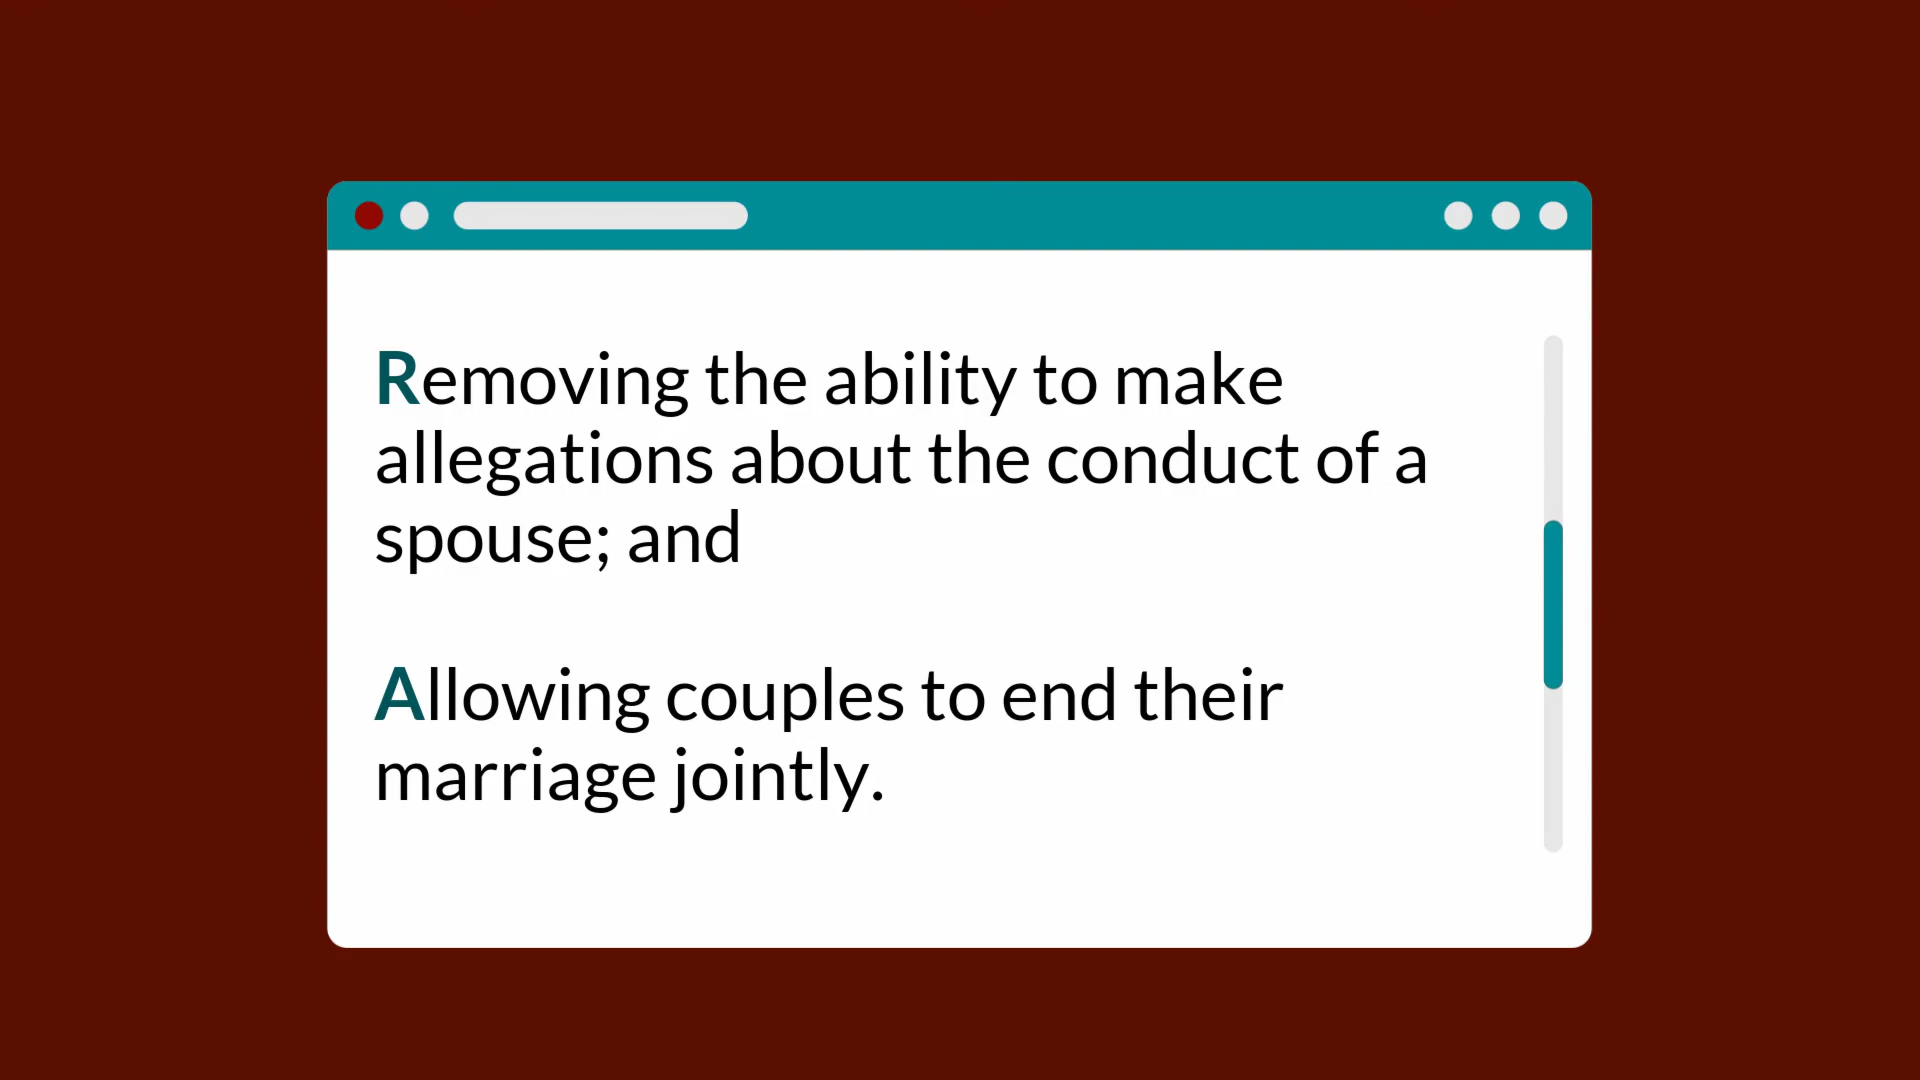 Removing the ability to make
allegations about the conduct of a
spouse; and
Allowing couples to end their
marriage jointly.